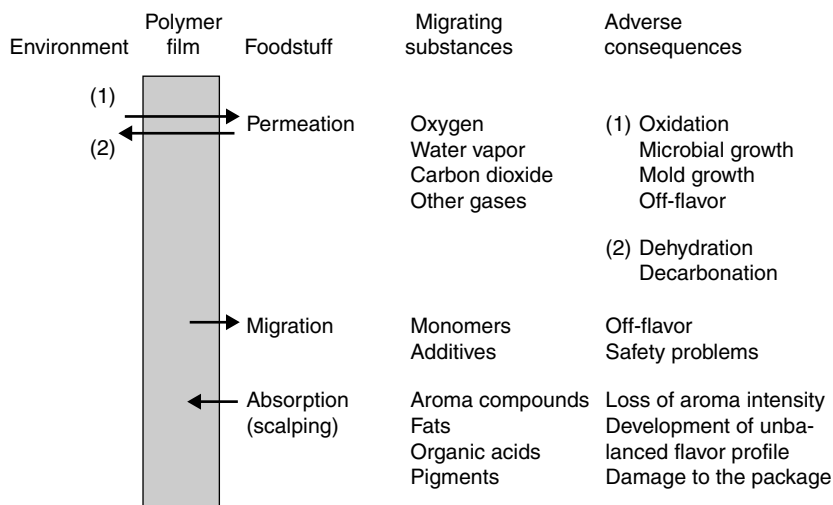 Environment Polymer film Foodstuff Migrating substances Adverse consequences
(1)
(2)
Permeation
Oxygen
Water vapor
Carbon dioxide
Other gases
(1) Oxidation
Microbial growth
Mold growth
Off-flavor
(2) Dehydration
Decarbonation
Migration
Monomers
Additives
Off-flavor
Safety problems
Absorption
(scalping)
Aroma compounds
Fats
Organic acids
Pigments
Loss of aroma intensity
Development of unba-
lanced flavor profile
Damage to the package